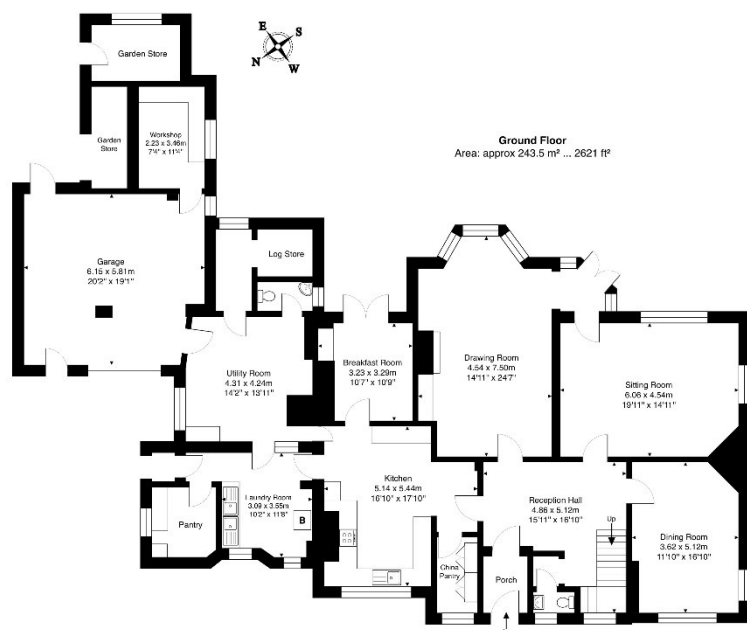 E
S
N
W
Garden Store
Ground Floor
Area: approx 243.5 m² ... 2621 ft²
Garden
Store
Workshop
2.23 x 3.46m
7'4" x 11'4"
Garage
6.15 x 5.81m
20'2" x 19'1"
Log Store
Utility Room
4.31 x 4.24m
14'2" x 13'11"
Breakfast Room
3.23 x 3.29m
10'7" x 10'9"
Drawing Room
4.54 x 7.50m
14'11" x 24'7"
Sitting Room
6.06 x 4.54m
19'11" x 14'11"
Pantry
Laundry Room
3.09 x 3.55m
10'2" x 11'8"
B
Kitchen
5.14 x 5.44m
16'10" x 17'10"
China
Pantry
Reception Hall
4.86 x 5.12m
15'11" x 16'10"
Up
Porch
Dining Room
3.62 x 5.12m
11'10" x 16'10"